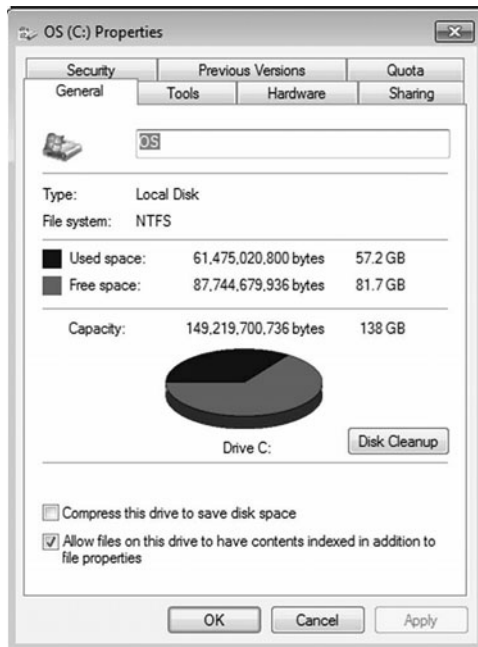 OS (C:) Properties
Security Previous Versions Quota
General Tools Hardware Sharing
OS
Type: Local Disk
File system: NTFS
Used space: 61,475,020,800 bytes 57.2 GB
Free space: 87,744,679,936 bytes 81.7 GB
Capacity: 149,219,700,736 bytes 138 GB
Drive C: Disk Cleanup
Compress this drive to save disk space
Allow files on this drive to have contents indexed in addition to
file properties
OK Cancel Apply